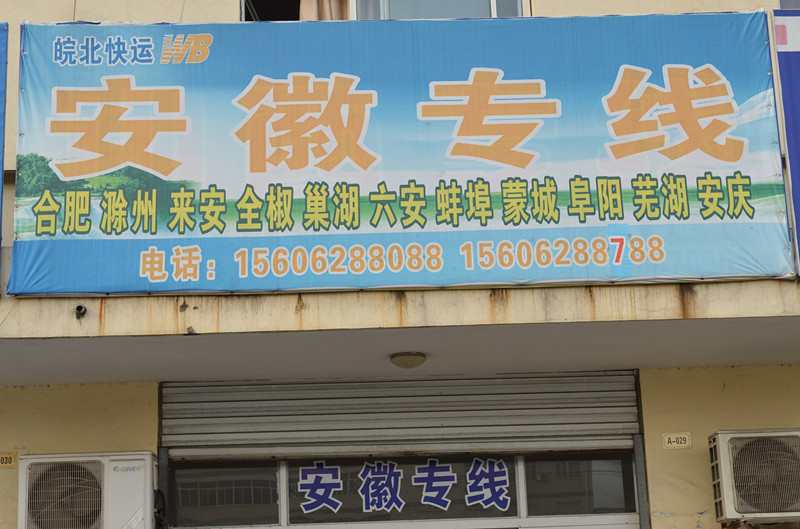 皖北快运 WB
安徽专线
合肥 滁州 来安 全椒 巢湖 六安 蚌埠 蒙城 阜阳 芜湖 安庆
电话：15606288088 15606288788
A-029
030
安徽专线